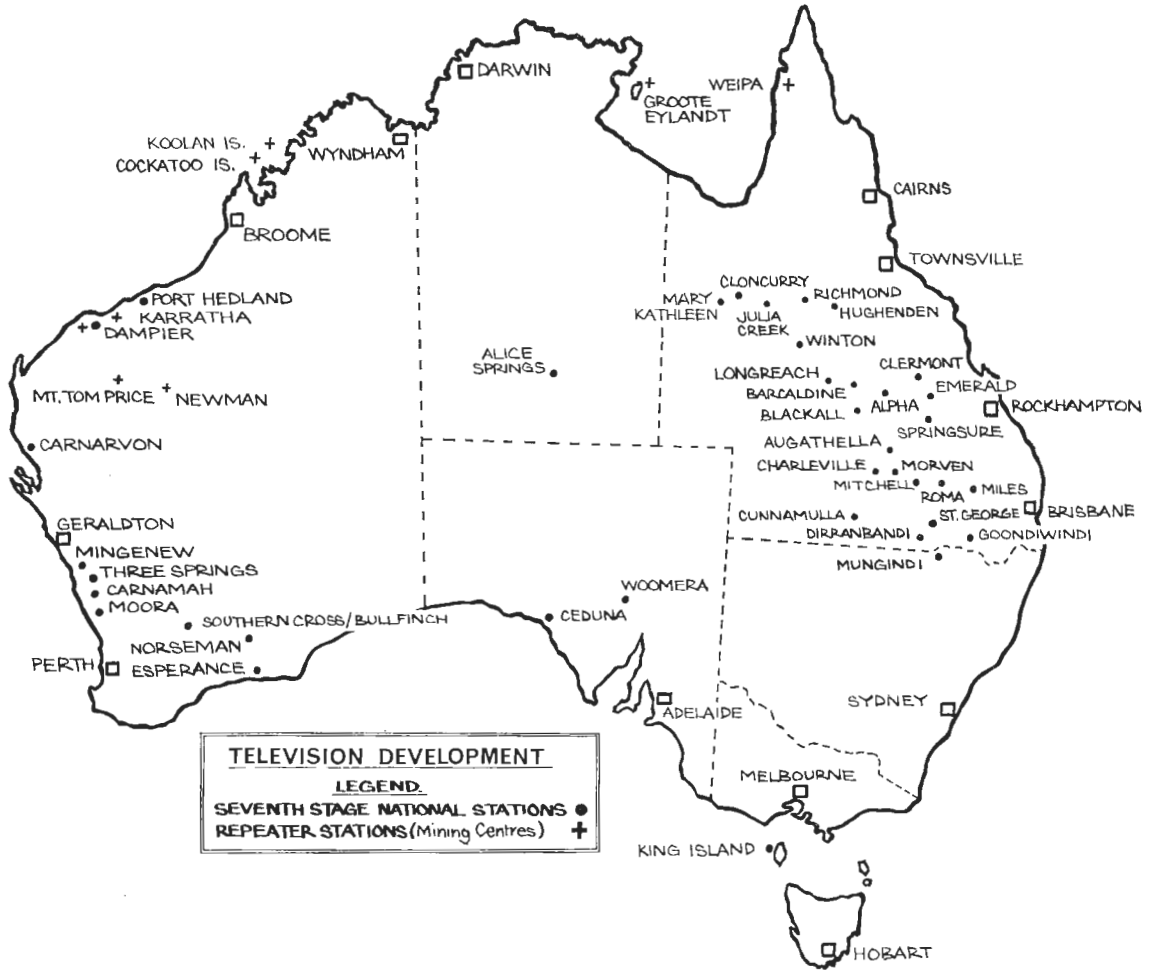 DARWIN
WEIPA
GROOTE
EYLANDT
KOOLAN IS.
COCKATOO IS.
WYNDHAM
CAIRNS
BROOME
TOWNSVILLE
PORT HEDLAND
KARRATHA
DAMPIER
CLONCURRY
MARY
KATHLEEN
RICHMOND
JULIA
CREEK
HUGHENDEN
WINTON
ALICE
SPRINGS
CLERMONT
LONGREACH
EMERALD
BARCALDINE
MT. TOM PRICE
NEWMAN
BLACKALL
ALPHA
ROCKHAMPTON
SPRINGSURE
CARNARVON
AUGATHELLA
CHARLEVILLE
MORVEN
MITCHELL
ROMA
MILES
GERALDTON
CUNNAMULLA
ST. GEORGE
BRISBANE
DIRRANBANDI
GOONDIWINDI
MINGENEW
MUNGINDI
THREE SPRINGS
CARNAMAH
MOORA
WOOMERA
SOUTHERN CROSS/BULLFINCH
CEDUNA
NORSEMAN
PERTH
ESPERANCE
SYDNEY
ADELAIDE
TELEVISION DEVELOPMENT
LEGEND.
SEVENTH STAGE NATIONAL STATIONS
REPEATER STATIONS (Mining Centres)
MELBOURNE
KING ISLAND
HOBART